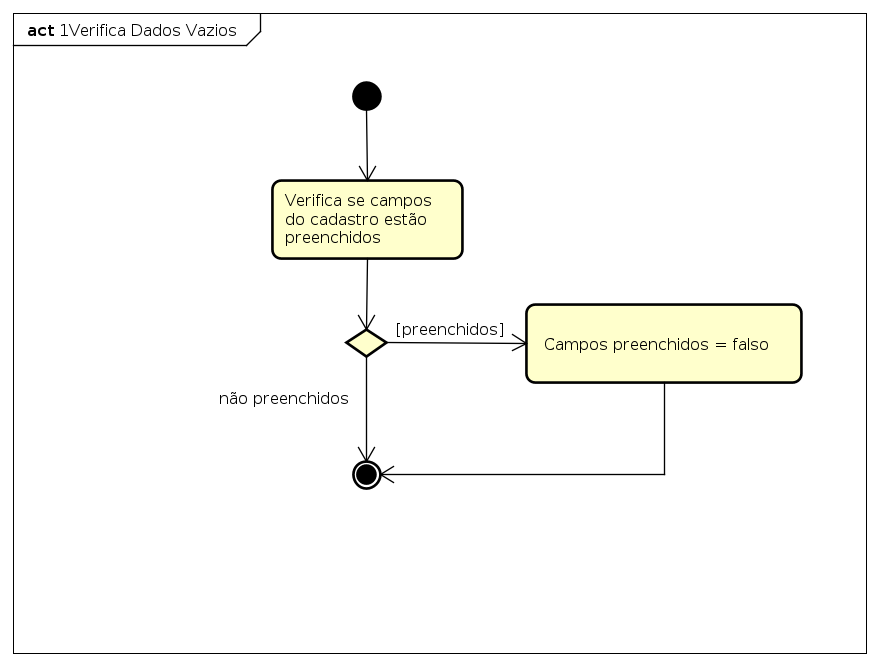 act 1Verifica Dados Vazios
Verifica se campos
do cadastro estão
preenchidos
[preenchidos]
Campos preenchidos = falso
não preenchidos